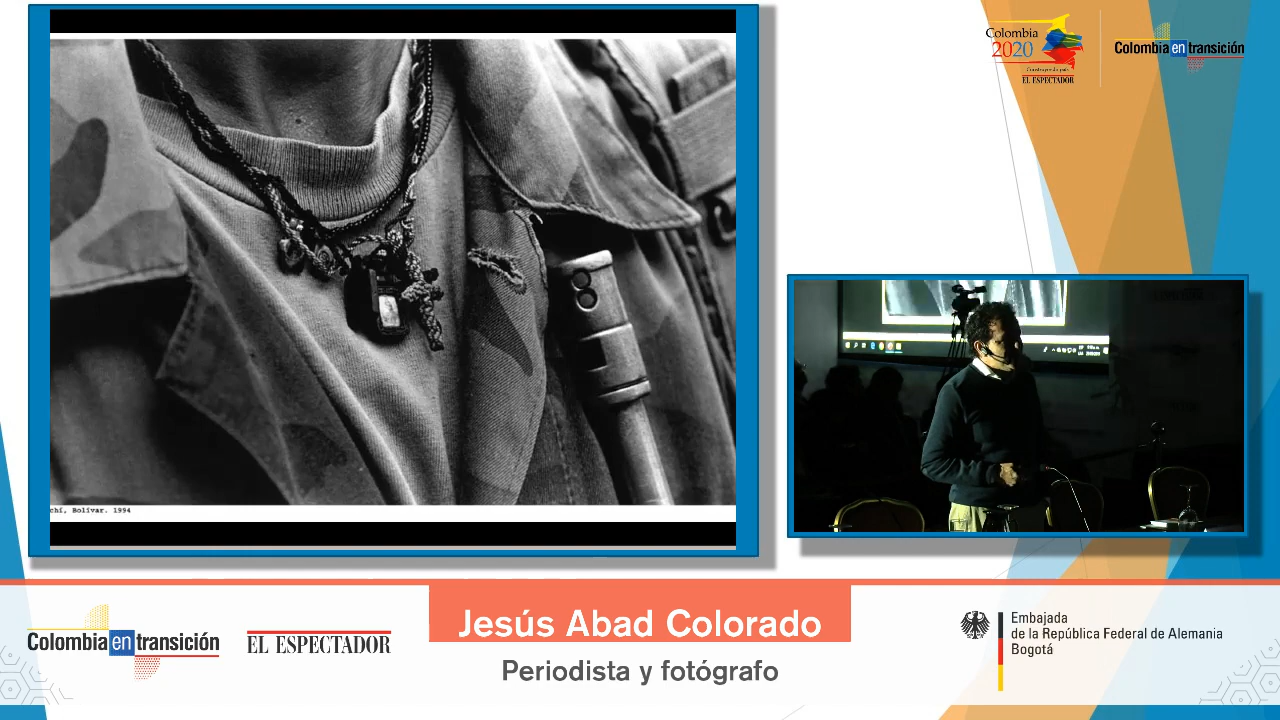 Colombia
2020
EL ESPECTADOR
Colombia en transición
8
chí, Bolívar. 1994
Jesús Abad Colorado
Periodista y fotógrafo
Colombia en transición
EL ESPECTADOR
Embajada
de la República Federal de Alemania
Bogotá